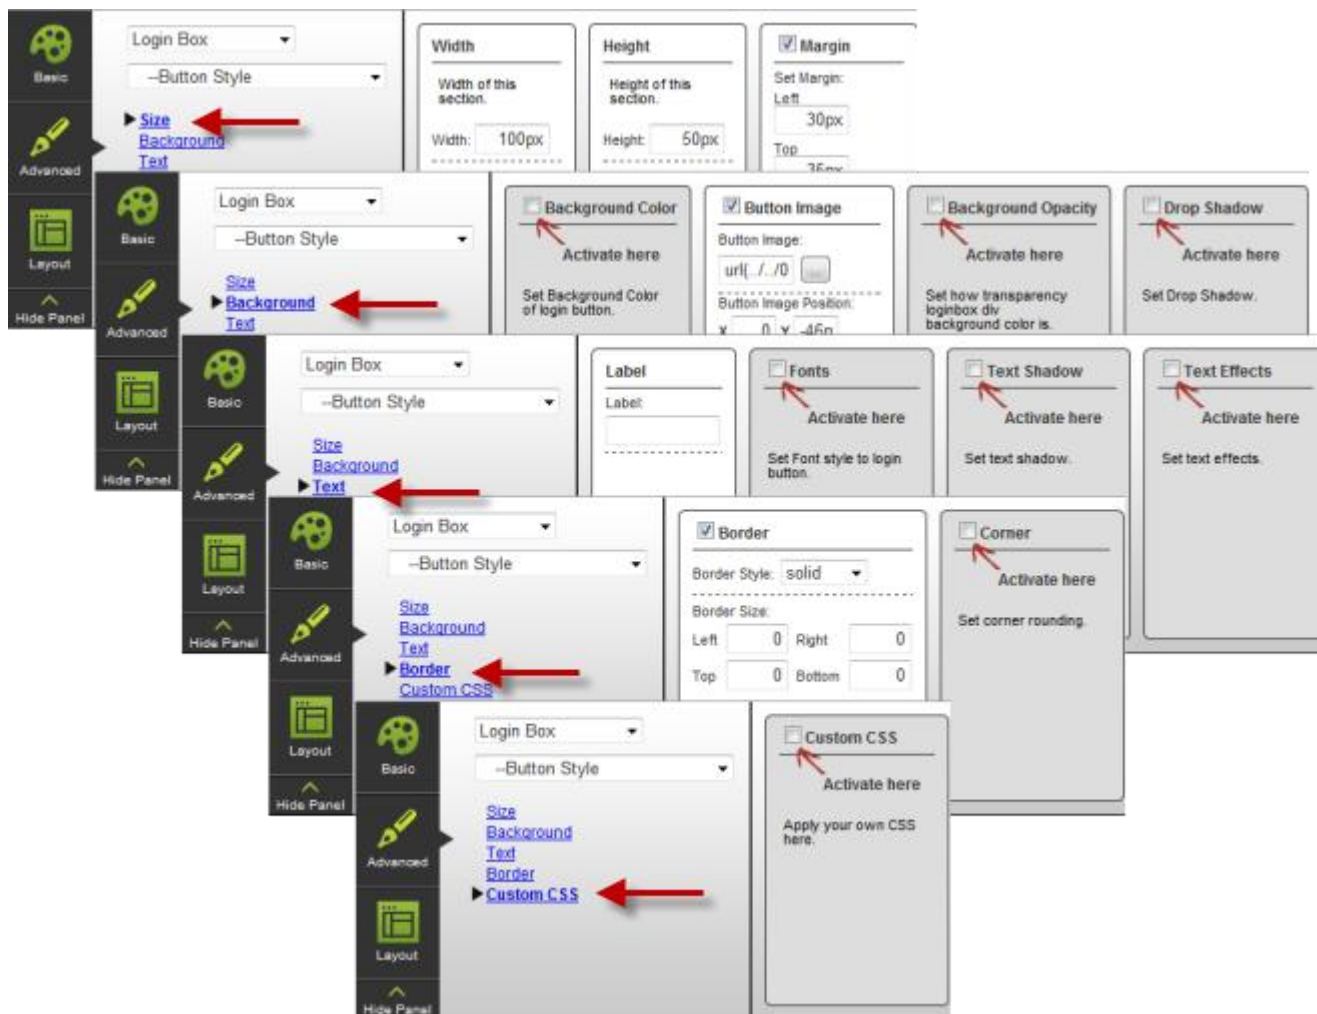 Basic
Advanced
Layout
Hide Panel
Login Box
--Button Style
Size
Background
Text
Width
Width of this
section.
Width: 100px
Height
Height of this
section.
Height: 50px
Margin
Set Margin:
Left
30px
Top
35px
Basic
Advanced
Layout
Hide Panel
Login Box
--Button Style
Size
Background
Text
Background Color
Activate here
Set Background Color
of login button.
Button Image
Button Image:
url(../../0 ...
Button Image Position:
X 0 Y -46p
Background Opacity
Activate here
Set how transparency
loginbox div
background color is.
Drop Shadow
Activate here
Set Drop Shadow.
Basic
Advanced
Layout
Hide Panel
Login Box
--Button Style
Size
Background
Text
Label
Label:
Fonts
Activate here
Set Font style to login
button.
Text Shadow
Activate here
Set text shadow.
Text Effects
Activate here
Set text effects.
Basic
Advanced
Layout
Hide Panel
Login Box
--Button Style
Size
Background
Text
Border
Custom CSS
Border
Border Style: solid
Border Size:
Left 0 Right 0
Top 0 Bottom 0
Corner
Activate here
Set corner rounding.
Basic
Advanced
Layout
Hide Panel
Login Box
--Button Style
Size
Background
Text
Border
Custom CSS
Custom CSS
Activate here
Apply your own CSS
here.